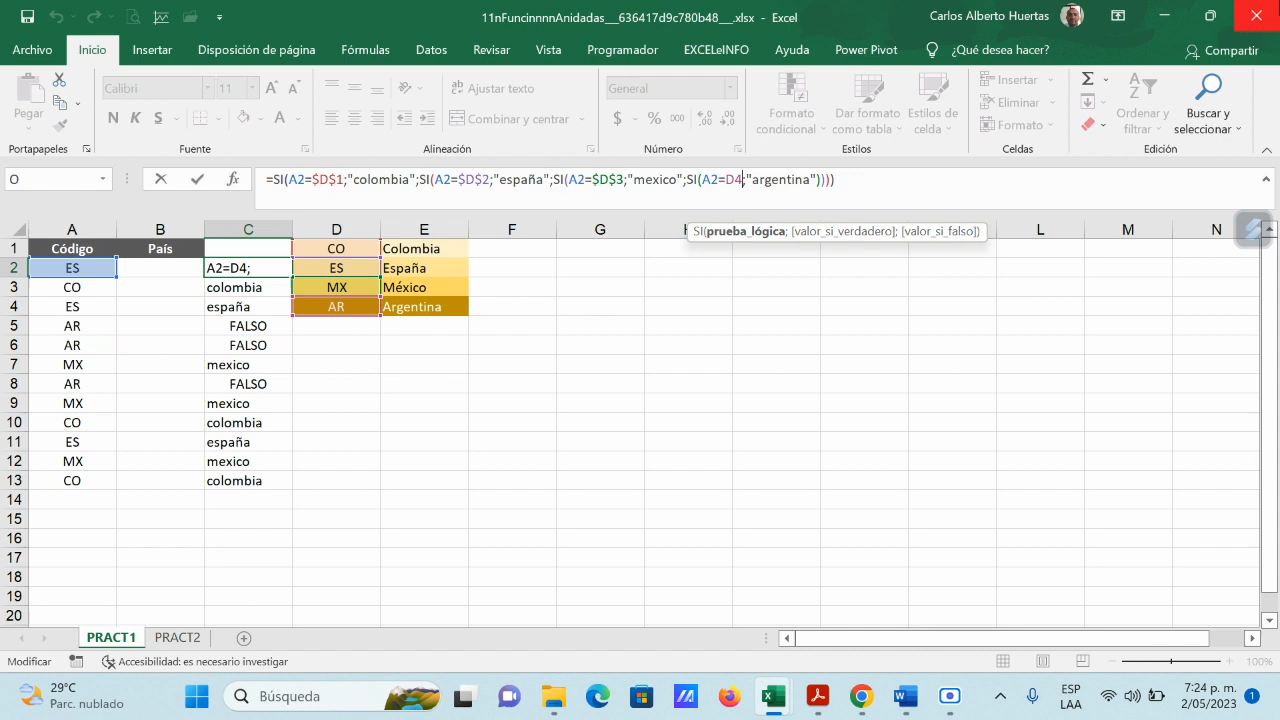 11nFuncinnnnAnidadas__636417d9c780b48__.xlsx - Excel
Carlos Alberto Huertas
Archivo Inicio Insertar Disposición de página Fórmulas Datos Revisar Vista Programador EXCELeINFO Ayuda Power Pivot ¿Qué desea hacer? Compartir
Pegar
Portapapeles
Calibri 11
N K S
Fuente
Ajustar texto
Combinar y centrar
Alineación
General
$ % 000
Número
Formato condicional
Dar formato como tabla
Estilos de celda
Estilos
Insertar
Eliminar
Formato
Celdas
Ordenar y filtrar
Buscar y seleccionar
Edición
O
=SI(A2=$D$1;"colombia";SI(A2=$D$2;"españa";SI(A2=$D$3;"mexico";SI(A2=D4;"argentina"))))
SI(prueba_lógica; [valor_si_verdadero]; [valor_si_falso])
A B C D E F G H L M N
1 Código País CO Colombia
2 ES A2=D4; ES España
3 CO colombia MX México
4 ES españa AR Argentina
5 AR FALSO
6 AR FALSO
7 MX mexico
8 AR FALSO
9 MX mexico
10 CO colombia
11 ES españa
12 MX mexico
13 CO colombia
14
15
16
17
18
19
20
PRACT1 PRACT2
Modificar Accesibilidad: es necesario investigar 100%
29°C
Parc. nublado
Búsqueda
ESP
LAA
7:24 p. m.
2/05/2023
1